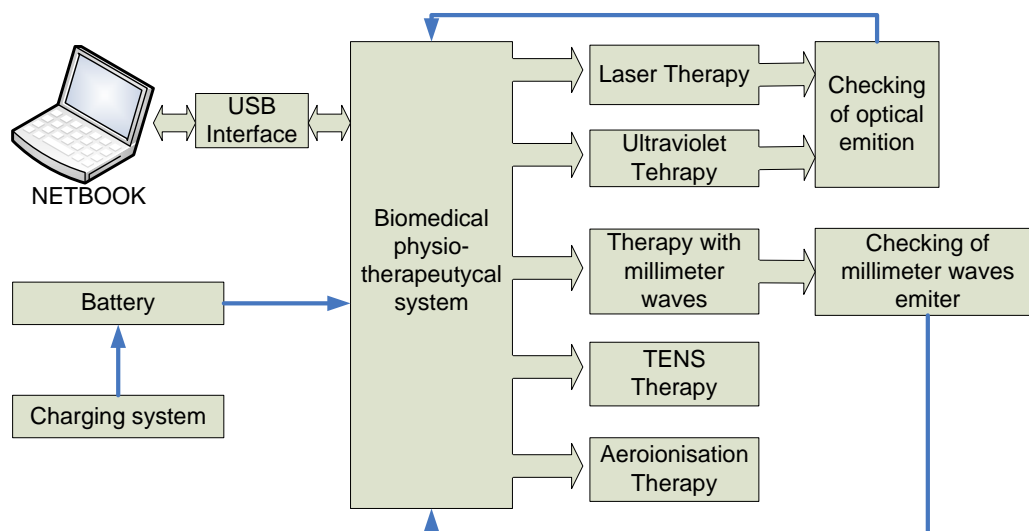 NETBOOK
USB
Interface
Battery
Charging system
Biomedical
physio-
therapeutycal
system
Laser Therapy
Ultraviolet
Tehrapy
Therapy with
millimeter
waves
TENS
Therapy
Aeroionisation
Therapy
Checking
of optical
emition
Checking of
millimeter waves
emiter